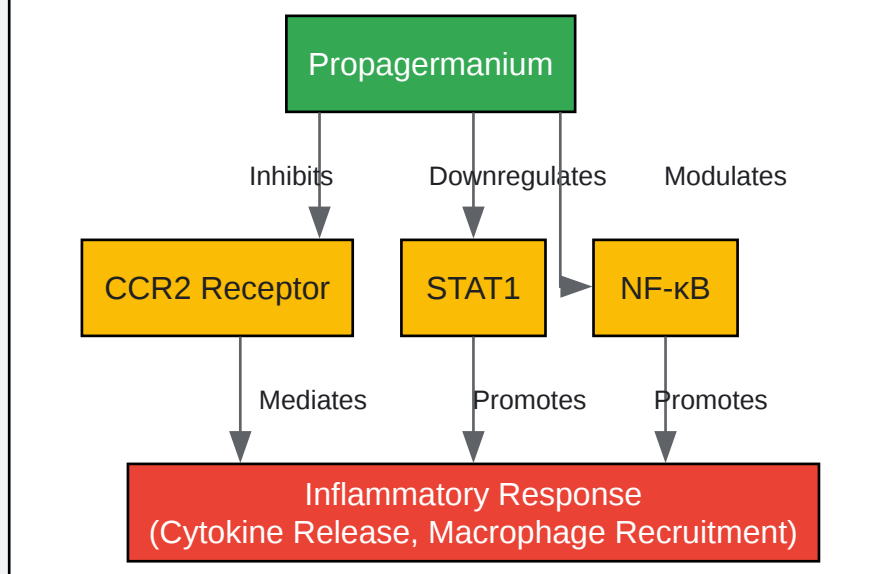 Propagermanium
Inhibits
Downregulates
Modulates
CCR2 Receptor
STAT1
NF-κB
Mediates
Promotes
Promotes
Inflammatory Response
(Cytokine Release, Macrophage Recruitment)